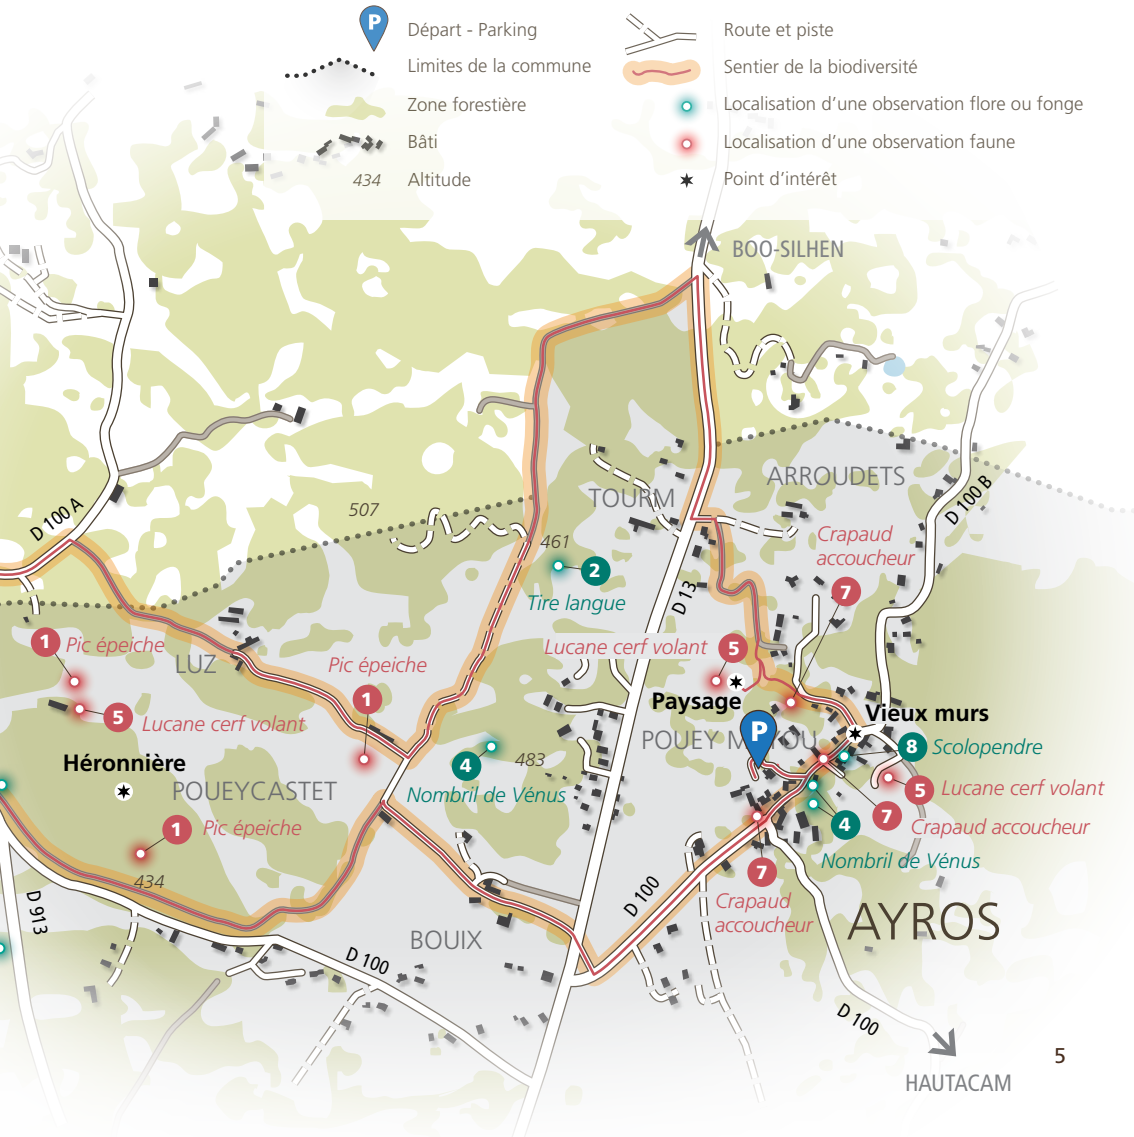 P
Départ - Parking
Limites de la commune
Zone forestière
Bâti
434 Altitude
Route et piste
Sentier de la biodiversité
Localisation d'une observation flore ou fonge
Localisation d'une observation faune
Point d'intérêt
BOO-SILHEN
ARROUDETS
TOURM
D 100 A
507
D 100 B
461
2
Tire langue
Crapaud
accoucheur
7
D 13
1
Pic épeiche
LUZ
Pic épeiche
1
Lucane cerf volant
5
Paysage
5
Lucane cerf volant
P
POUEY MAYOU
Vieux murs
8
Scolopendre
Héronnière
POUEYCASTET
4
483
Nombril de Vénus
5
Lucane cerf volant
7
Crapaud accoucheur
4
Nombril de Vénus
1
Pic épeiche
434
7
Crapaud
accoucheur
D 100
D 913
BOUIX
D 100
AYROS
D 100
HAUTACAM
5